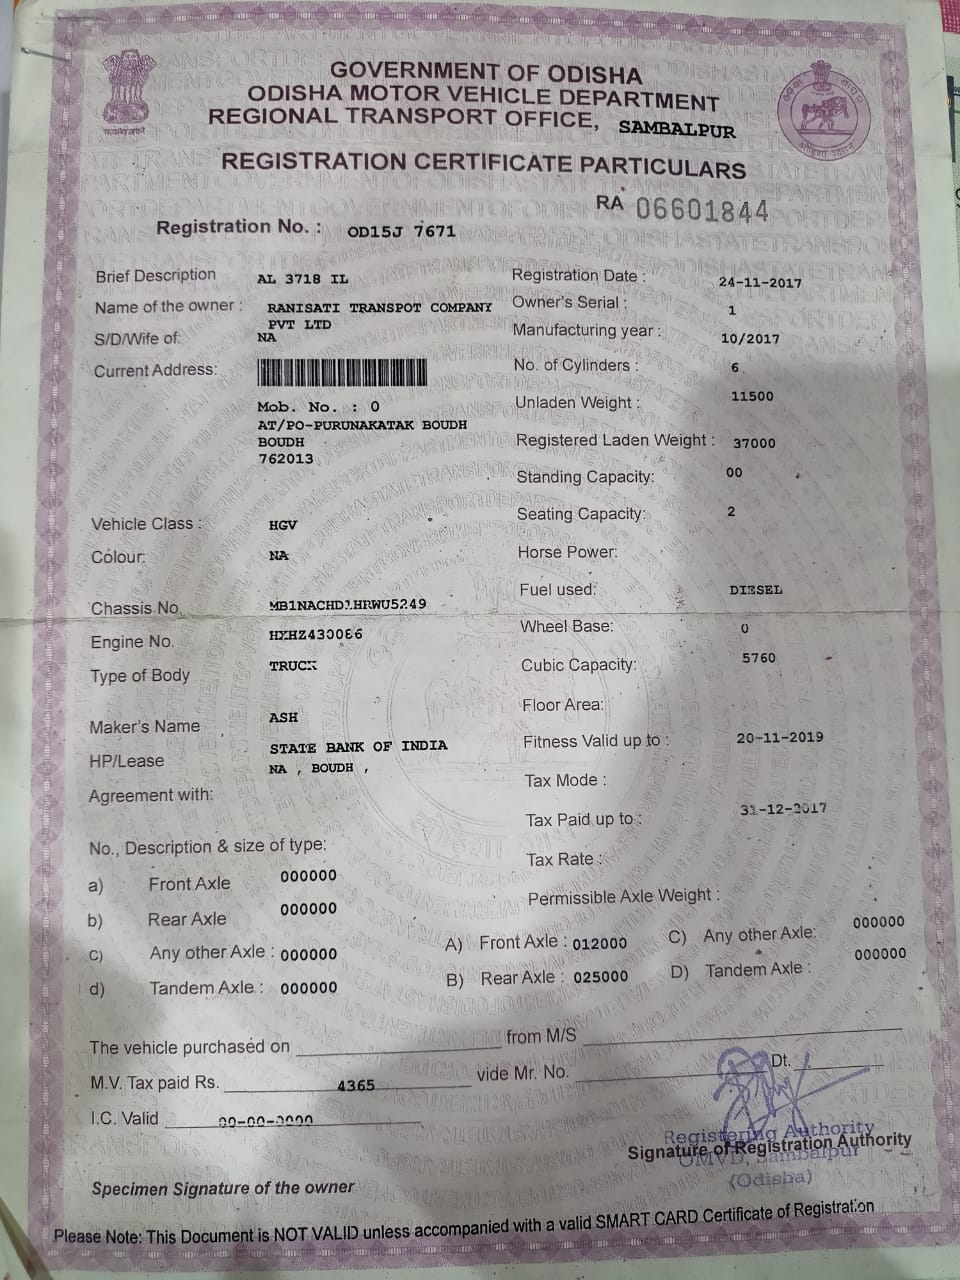 GOVERNMENT OF ODISHA
ODISHA MOTOR VEHICLE DEPARTMENT
REGIONAL TRANSPORT OFFICE, SAMBALPUR
REGISTRATION CERTIFICATE PARTICULARS
RA 06601844
Registration No. : OD15J 7671
Brief Description AL 3718 IL
Name of the owner : RANISATI TRANSPOT COMPANY
PVT LTD
S/D/Wife of: NA
Current Address:
Mob. No. : 0
AT/PO-PURUNAKATAK BOUDH
BOUDH
762013
Vehicle Class : HGV
Colour: NA
Chassis No.
Engine No.
Type of Body TRUCK
Maker's Name ASH
HP/Lease STATE BANK OF INDIA
NA , BOUDH ,
Agreement with:
Registration Date : 24-11-2017
Owner's Serial : 1
Manufacturing year : 10/2017
No. of Cylinders : 6
Unladen Weight : 11500
Registered Laden Weight : 37000
Standing Capacity: 00
Seating Capacity: 2
Horse Power:
Fuel used: DIESEL
Wheel Base: 0
Cubic Capacity: 5760
Floor Area:
Fitness Valid up to : 20-11-2019
Tax Mode :
Tax Paid up to : 31-12-2017
Tax Rate :
Permissible Axle Weight :
No., Description & size of type:
a) Front Axle 000000
b) Rear Axle 000000
c) Any other Axle : 000000
d) Tandem Axle : 000000
A) Front Axle : 012000 C) Any other Axle: 000000
B) Rear Axle : 025000 D) Tandem Axle : 000000
The vehicle purchased on from M/S
M.V. Tax paid Rs. 4365 vide Mr. No. Dt.
I.C. Valid
Registering Authority
Signature of Registration Authority
OMVD, Sambalpur
(Odisha)
Specimen Signature of the owner
Please Note: This Document is NOT VALID unless accompanied with a valid SMART CARD Certificate of Registration